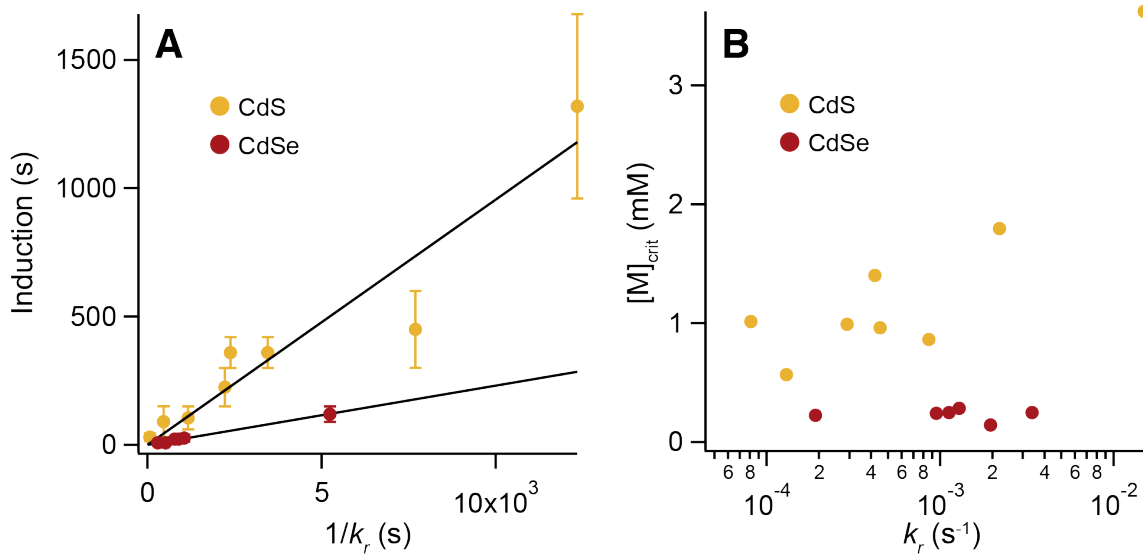 A
CdS
CdSe
Induction (s)
1500
1000
500
0
0
5
10x10³
1/kᵣ (s)
B
CdS
CdSe
[M]crit (mM)
3
2
1
0
6 8 2 4 6 8 2 4 6 8
10⁻⁴ 10⁻³ 10⁻²
kᵣ (s⁻¹)